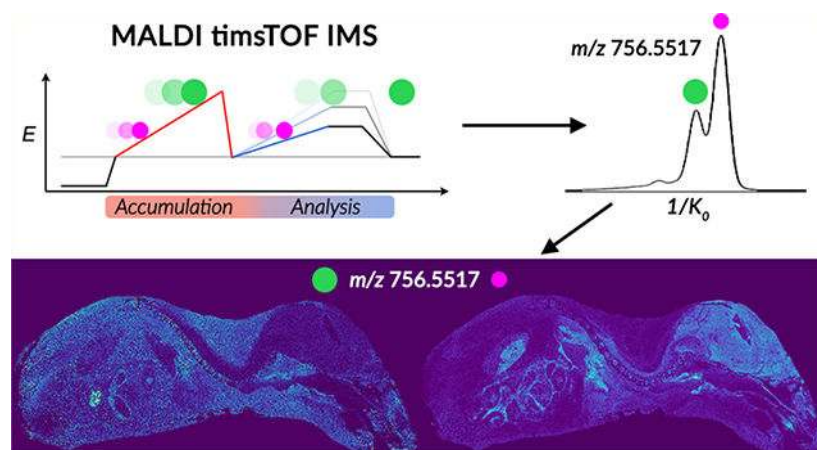 MALDI timsTOF IMS
E
Accumulation Analysis
m/z 756.5517
1/K₀
m/z 756.5517